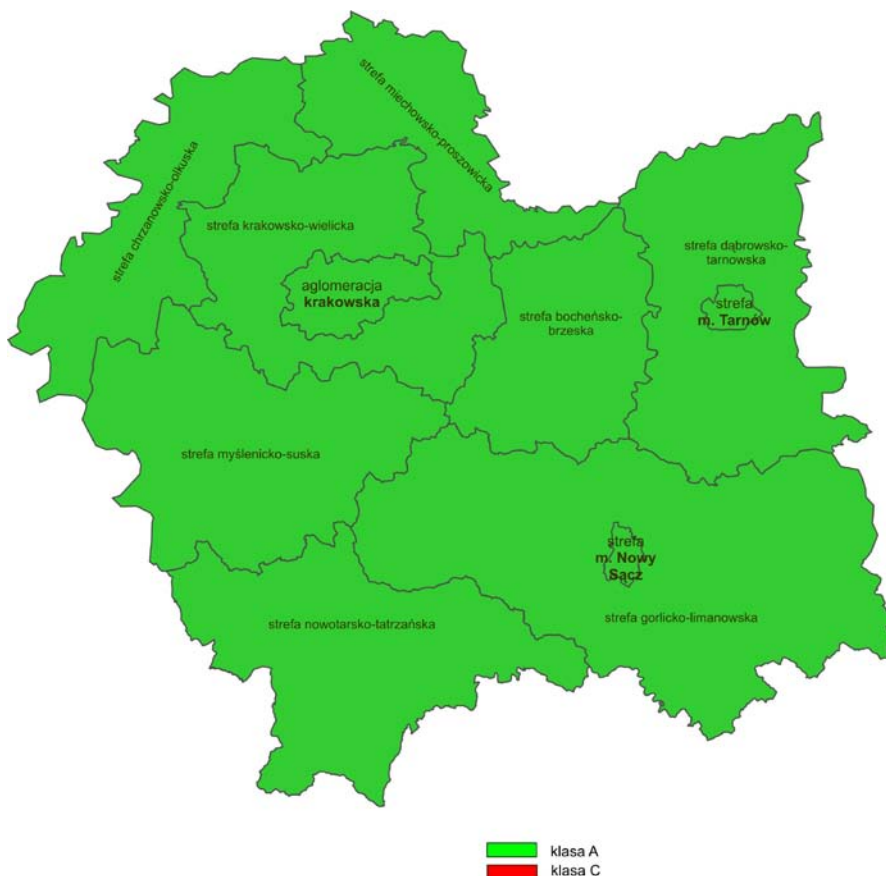 strefa miechowsko-proszowicka
strefa chrzanowsko-olkuska
strefa krakowsko-wielicka
aglomeracja
krakowska
strefa dąbrowsko-
tarnowska
strefa
m. Tarnów
strefa bocheńsko-
brzeska
strefa myślenicko-suska
strefa
m. Nowy
Sącz
strefa nowotarsko-tatrzańska
strefa gorlicko-limanowska
klasa A
klasa C